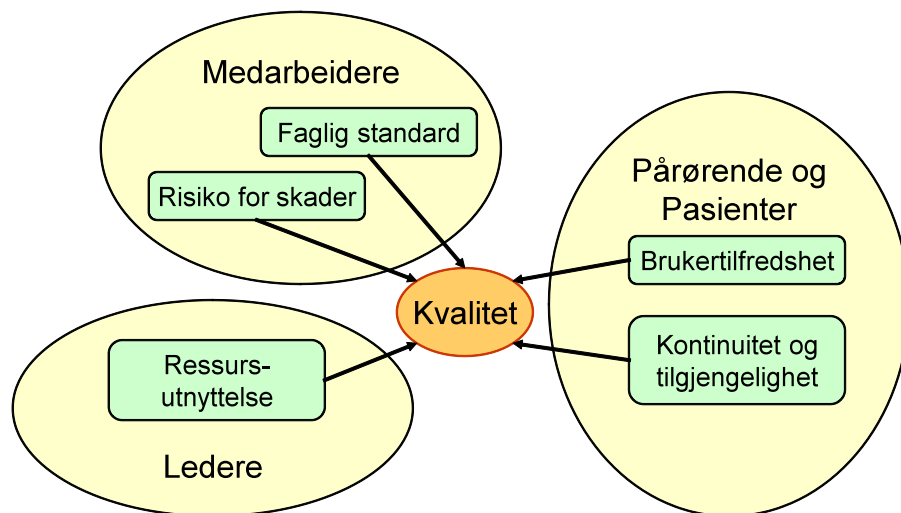 Medarbeidere
Faglig standard
Risiko for skader
Pårørende og
Pasienter
Brukertilfredshet
Kontinuitet og
tilgjengelighet
Kvalitet
Ressurs-
utnyttelse
Ledere